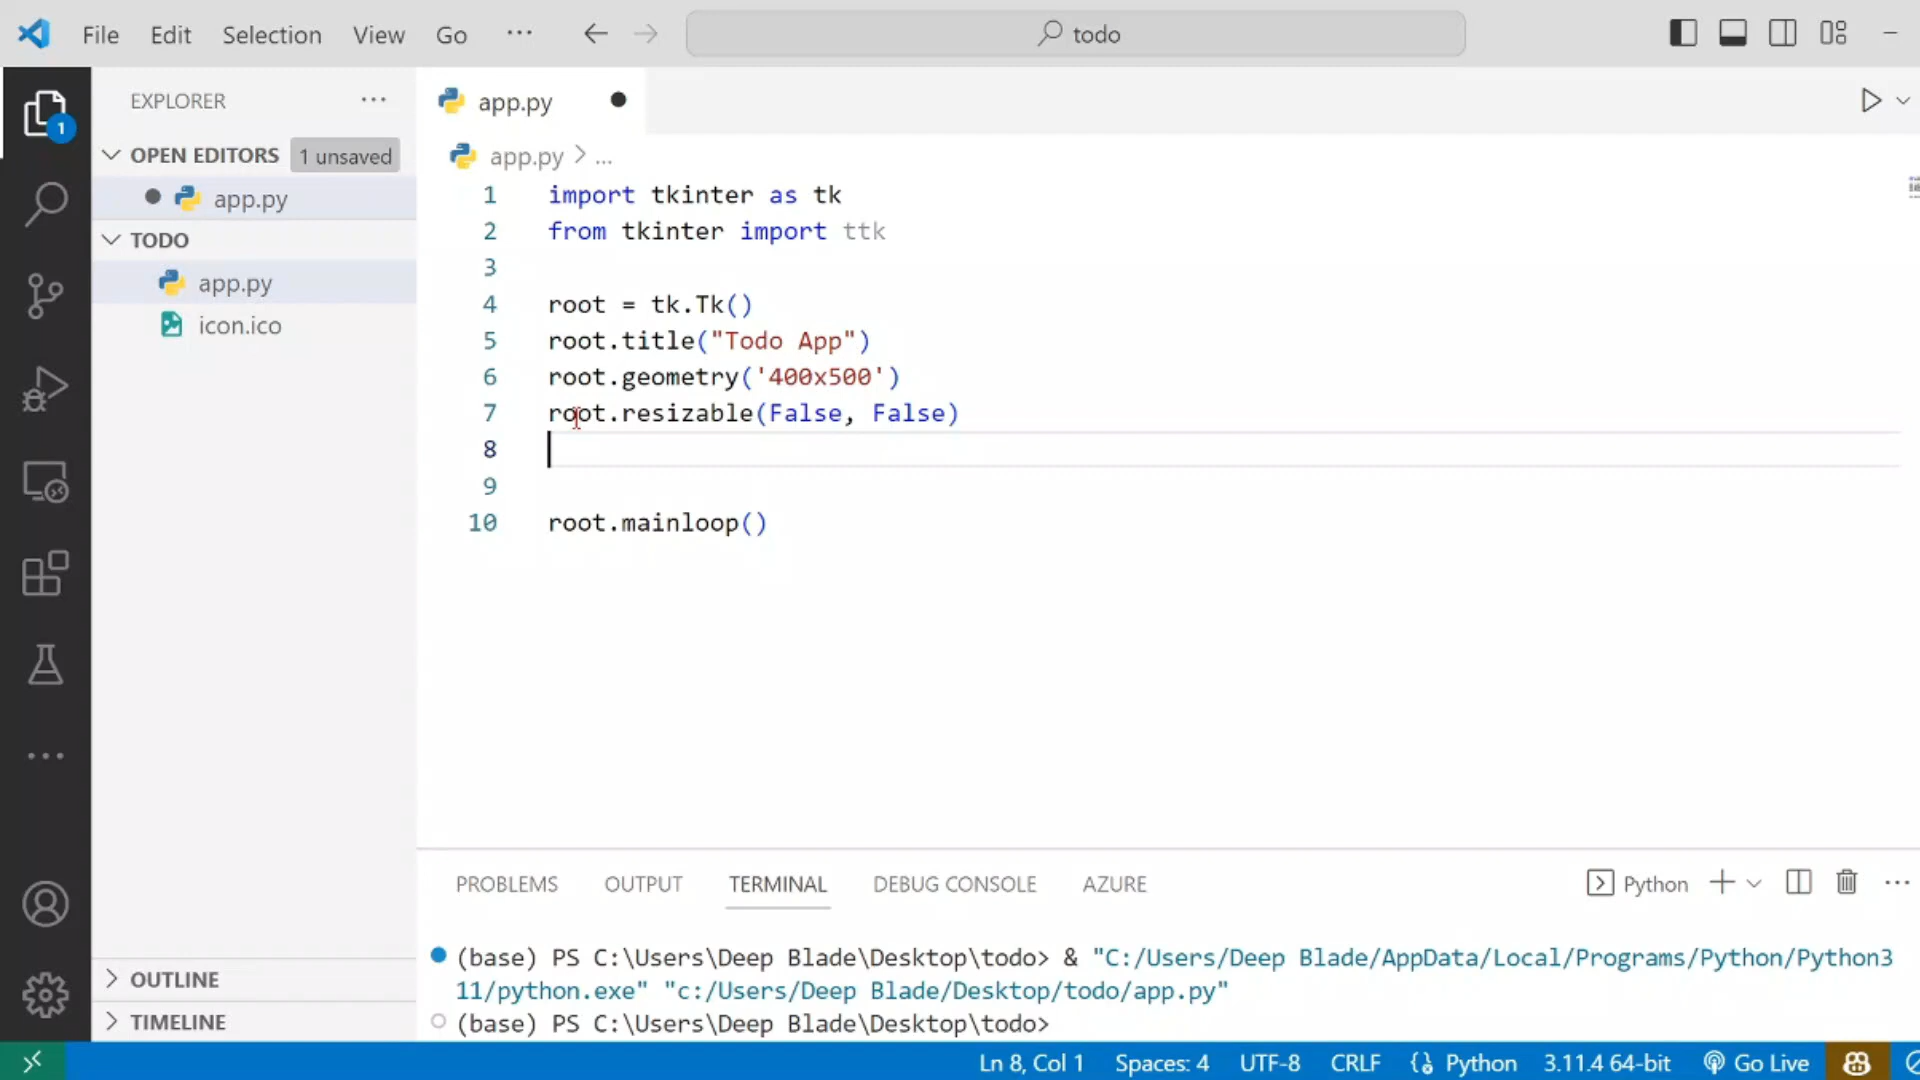 File Edit Selection View Go ··· todo
EXPLORER ···
OPEN EDITORS 1 unsaved
app.py
TODO
app.py
icon.ico
OUTLINE
TIMELINE
1
app.py
app.py > ...
1 import tkinter as tk
2 from tkinter import ttk
3
4 root = tk.Tk()
5 root.title("Todo App")
6 root.geometry('400x500')
7 root.resizable(False, False)
8
9
10 root.mainloop()
PROBLEMS OUTPUT TERMINAL DEBUG CONSOLE AZURE Python
(base) PS C:\Users\Deep Blade\Desktop\todo> & "C:/Users/Deep Blade/AppData/Local/Programs/Python/Python3
11/python.exe" "c:/Users/Deep Blade/Desktop/todo/app.py"
(base) PS C:\Users\Deep Blade\Desktop\todo>
Ln 8, Col 1 Spaces: 4 UTF-8 CRLF Python 3.11.4 64-bit Go Live